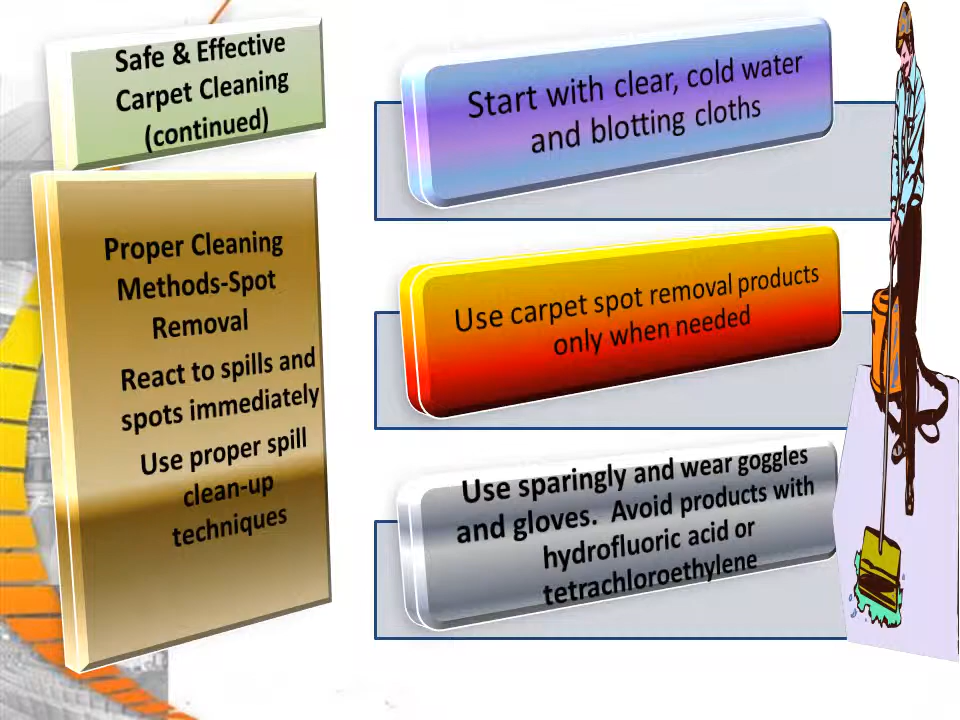 Safe & Effective
Carpet Cleaning
(continued)
Proper Cleaning
Methods-Spot
Removal
React to spills and
spots immediately
Use proper spill
clean-up
techniques
Start with clear, cold water
and blotting cloths
Use carpet spot removal products
only when needed
Use sparingly and wear goggles
and gloves.  Avoid products with
hydrofluoric acid or
tetrachloroethylene